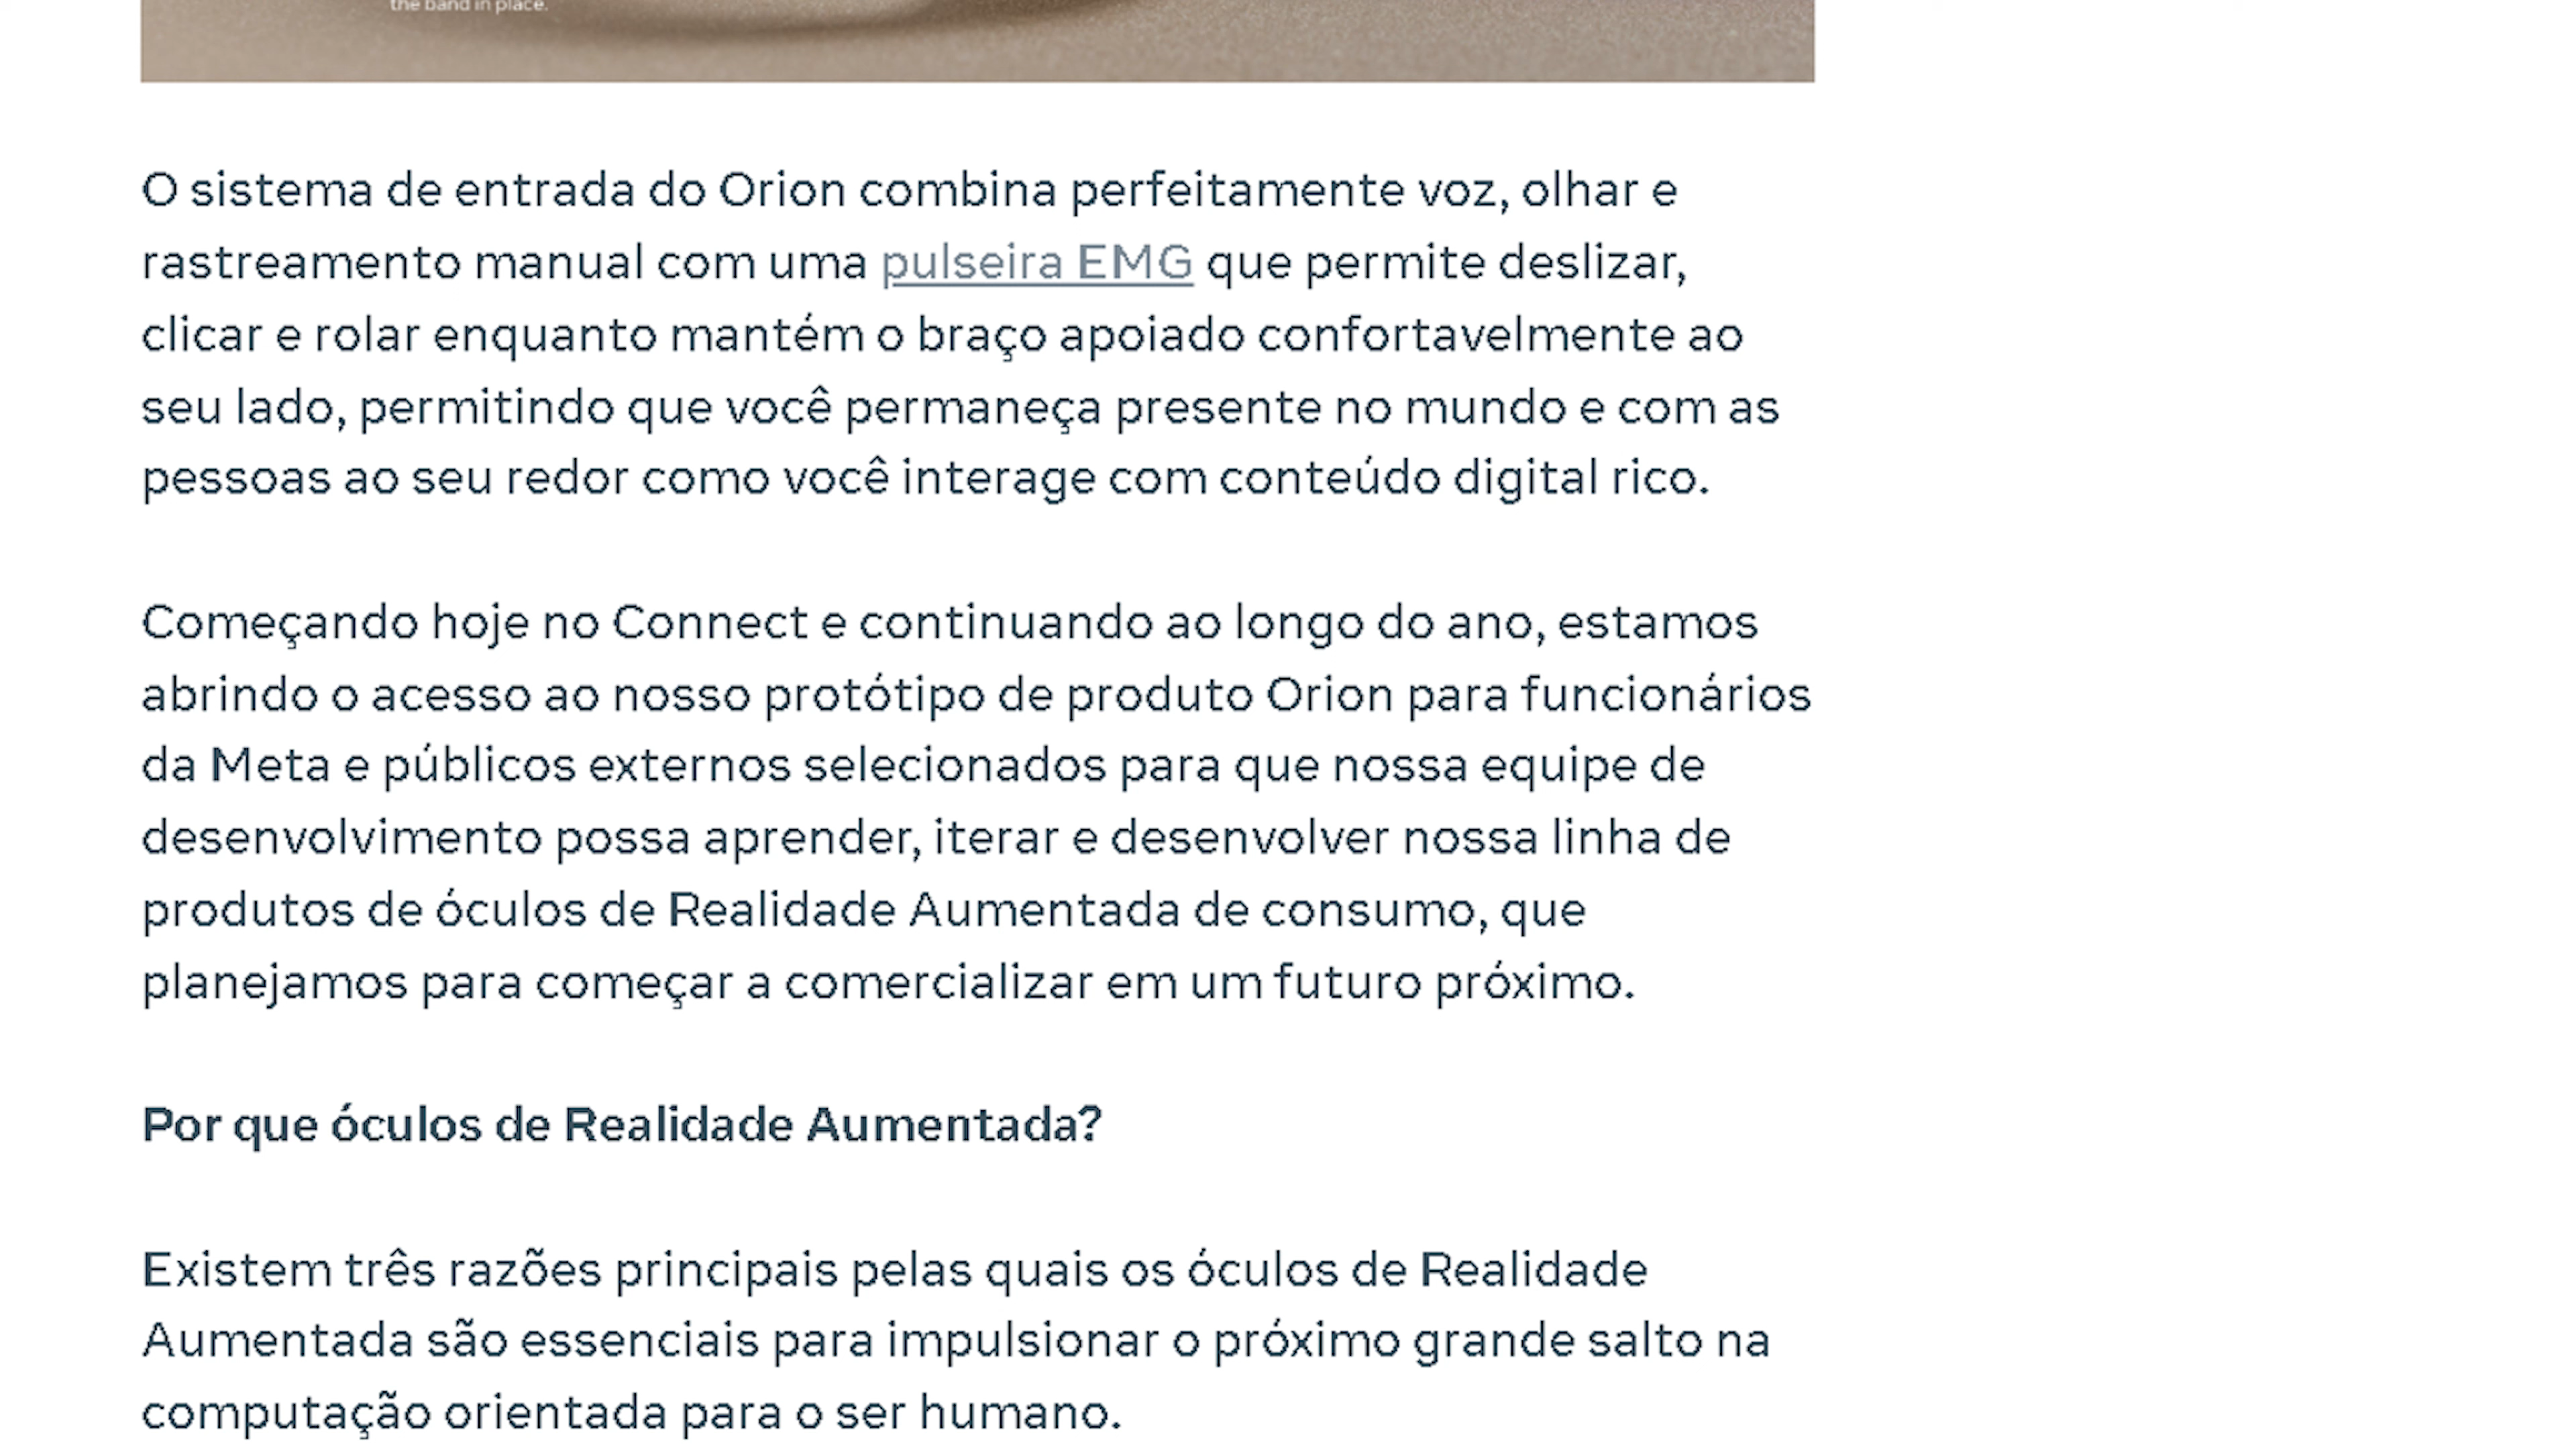 the band in place.
O sistema de entrada do Orion combina perfeitamente voz, olhar e
rastreamento manual com uma pulseira EMG que permite deslizar,
clicar e rolar enquanto mantém o braço apoiado confortavelmente ao
seu lado, permitindo que você permaneça presente no mundo e com as
pessoas ao seu redor como você interage com conteúdo digital rico.
Começando hoje no Connect e continuando ao longo do ano, estamos
abrindo o acesso ao nosso protótipo de produto Orion para funcionários
da Meta e públicos externos selecionados para que nossa equipe de
desenvolvimento possa aprender, iterar e desenvolver nossa linha de
produtos de óculos de Realidade Aumentada de consumo, que
planejamos para começar a comercializar em um futuro próximo.
Por que óculos de Realidade Aumentada?
Existem três razões principais pelas quais os óculos de Realidade
Aumentada são essenciais para impulsionar o próximo grande salto na
computação orientada para o ser humano.